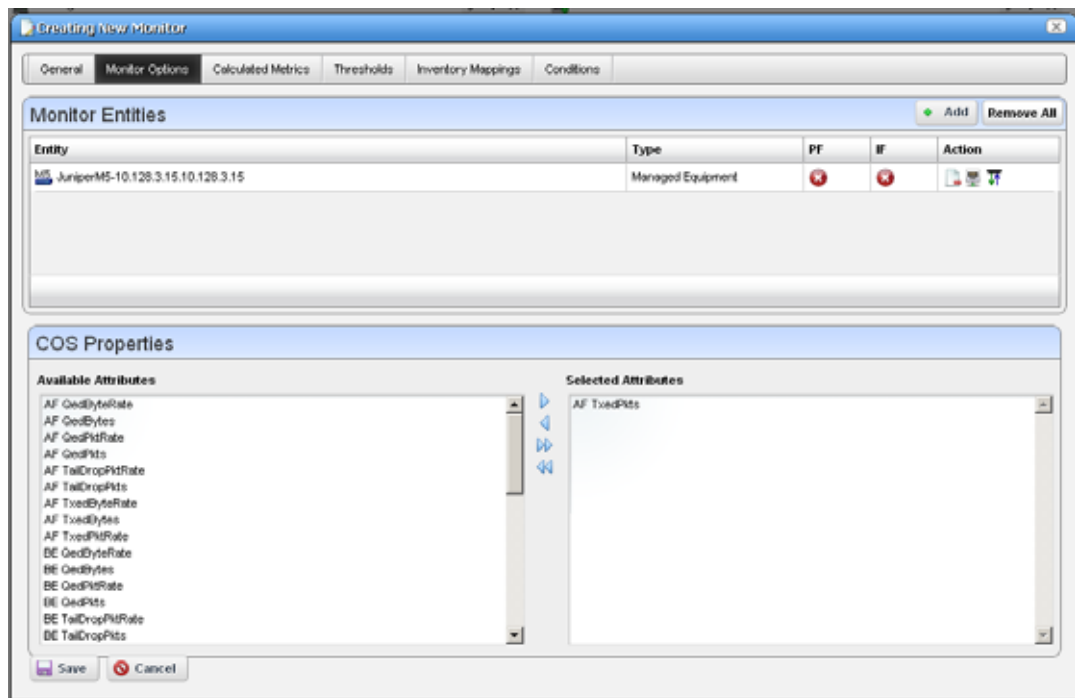 Creating New Monitor
General Monitor Options Calculated Metrics Thresholds Inventory Mappings Conditions
Monitor Entities
Add Remove All
Entity Type PF IF Action
M5 JuniperM5-10.128.3.15.10.128.3.15 Managed Equipment
COS Properties
Available Attributes Selected Attributes
AF QedByteRate AF TxedPkts
AF QedBytes
AF QedPktRate
AF QedPkts
AF TailDropPktRate
AF TailDropPkts
AF TxedByteRate
AF TxedBytes
AF TxedPktRate
BE QedByteRate
BE QedBytes
BE QedPktRate
BE QedPkts
BE TailDropPktRate
BE TailDropPkts
Save Cancel